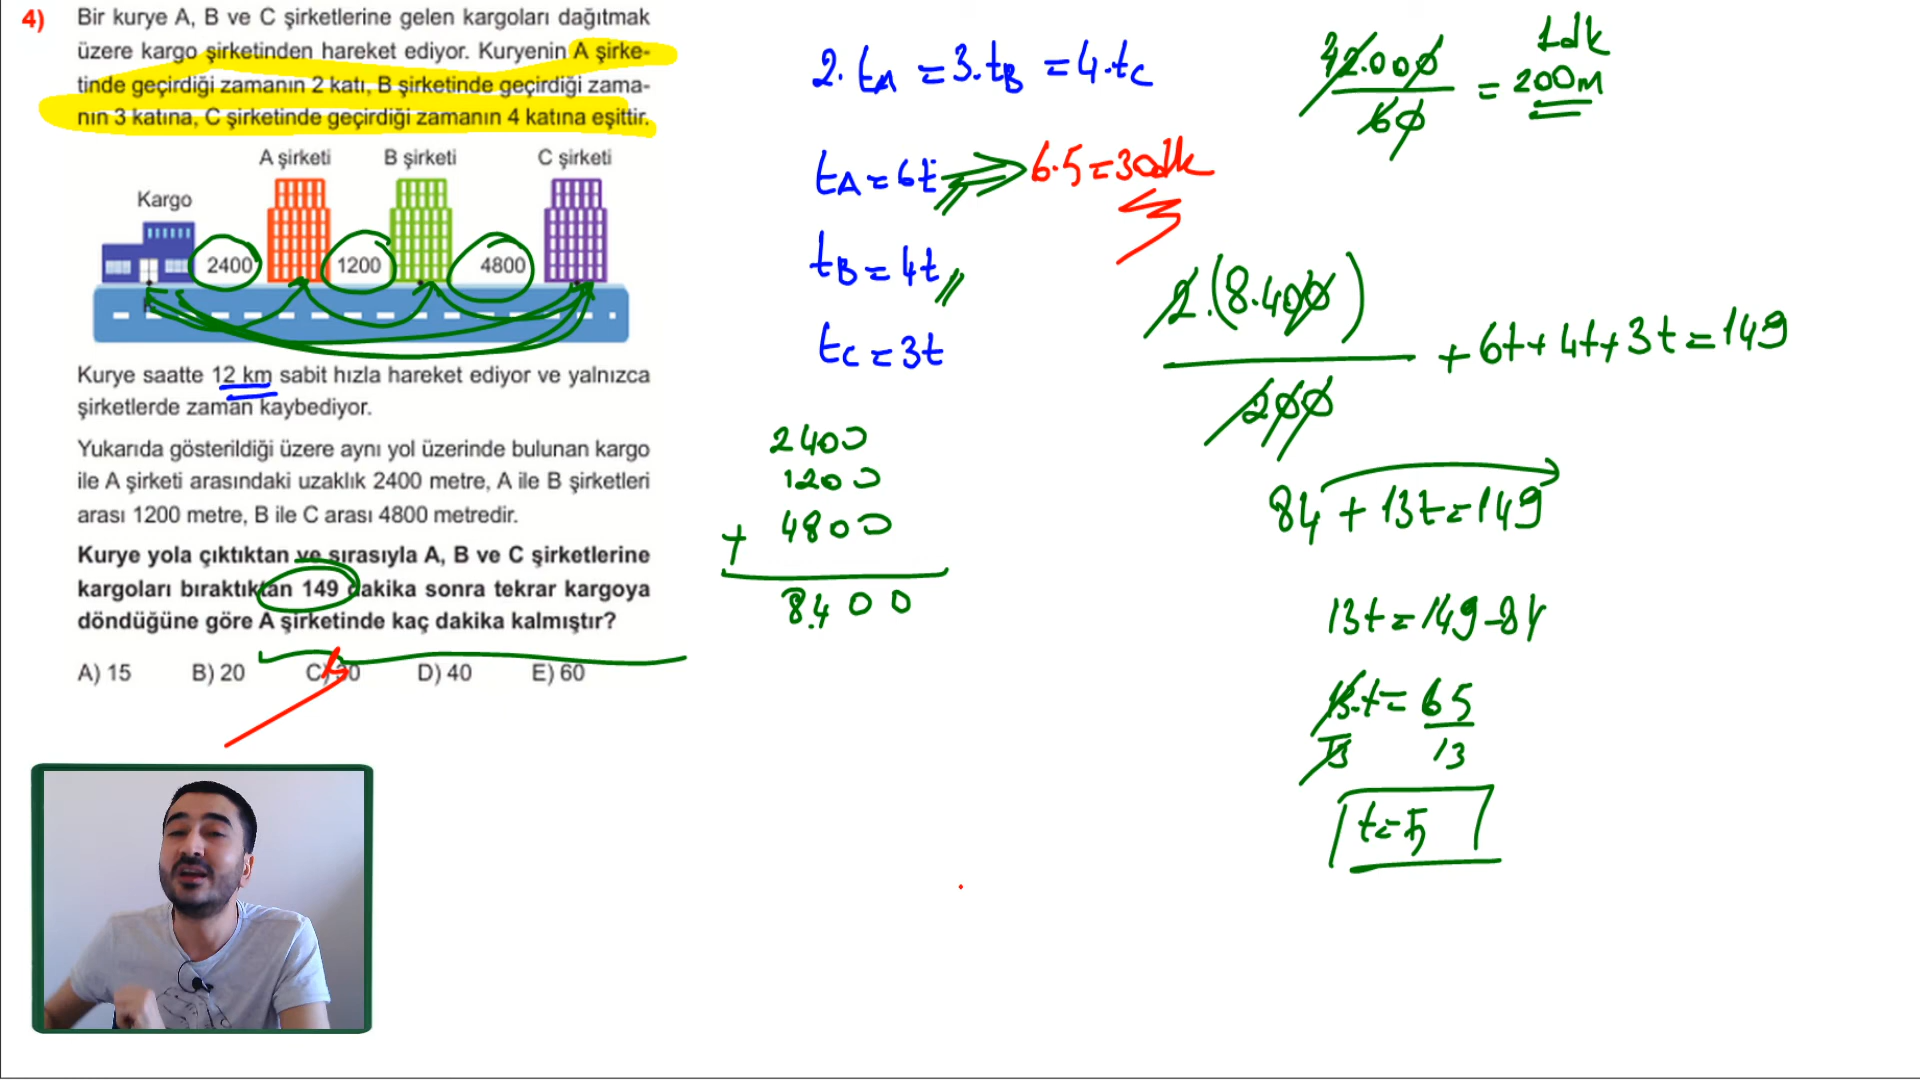 4) Bir kurye A, B ve C şirketlerine gelen kargoları dağıtmak
üzere kargo şirketinden hareket ediyor. Kuryenin A şirke-
tinde geçirdiği zamanın 2 katı, B şirketinde geçirdiği zama-
nın 3 katına, C şirketinde geçirdiği zamanın 4 katına eşittir.
A şirketi B şirketi C şirketi
Kargo
2400 1200 4800
Kurye saatte 12 km sabit hızla hareket ediyor ve yalnızca
şirketlerde zaman kaybediyor.
Yukarıda gösterildiği üzere aynı yol üzerinde bulunan kargo
ile A şirketi arasındaki uzaklık 2400 metre, A ile B şirketleri
arası 1200 metre, B ile C arası 4800 metredir.
Kurye yola çıktıktan ve sırasıyla A, B ve C şirketlerine
kargoları bıraktıktan 149 dakika sonra tekrar kargoya
döndüğüne göre A şirketinde kaç dakika kalmıştır?
A) 15 B) 20 C) 30 D) 40 E) 60
2.tA = 3.tB = 4.tC
tA = 6t
6.5=30dk
tB = 4t
tC = 3t
2400
1200
+ 4800
8.400
12.000
60
= 200m
1dk
2.(8.400)
200
+ 6t + 4t + 3t = 149
84 + 13t = 149
13t = 149-84
13.t = 65
13 13
t=5